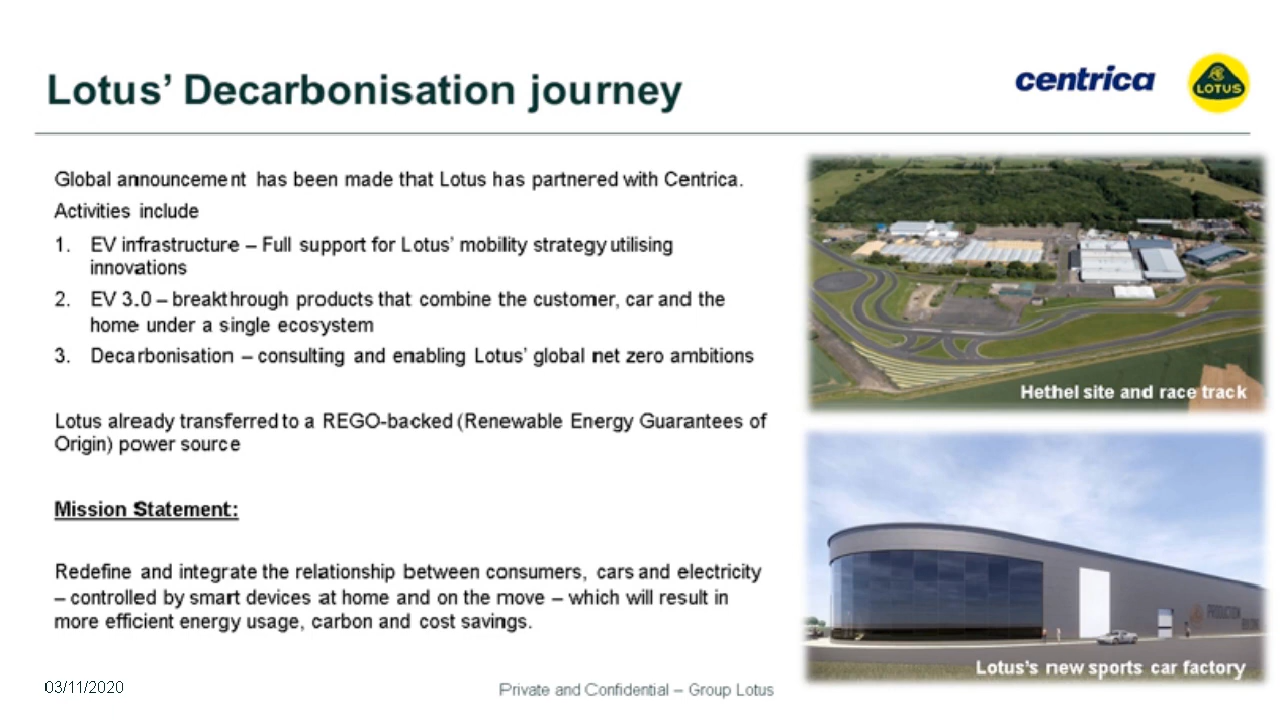 Lotus’ Decarbonisation journey
centrica
LOTUS
Global announcement has been made that Lotus has partnered with Centrica.
Activities include
1. EV infrastructure – Full support for Lotus’ mobility strategy utilising
innovations
2. EV 3.0 – breakthrough products that combine the customer, car and the
home under a single ecosystem
3. Decarbonisation – consulting and enabling Lotus’ global net zero ambitions
Lotus already transferred to a REGO-backed (Renewable Energy Guarantees of
Origin) power source
Mission Statement:
Redefine and integrate the relationship between consumers, cars and electricity
– controlled by smart devices at home and on the move – which will result in
more efficient energy usage, carbon and cost savings.
Hethel site and race track
PRODUCTION
Lotus’s new sports car factory
03/11/2020
Private and Confidential – Group Lotus